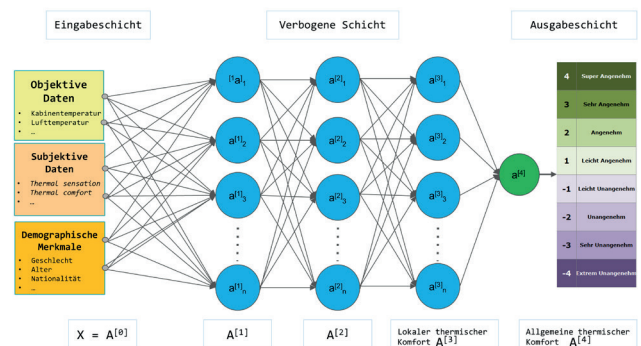 Eingabeschicht
Verbogene Schicht
Ausgabeschicht
Objektive
Daten
• Kabinentemperatur
• Lufttemperatur
• …
Subjektive
Daten
• Thermal sensation
• Thermal comfort
• …
Demographische
Merkmale
• Geschlecht
• Alter
• Nationalität
• …
[1]a]1
a[1]2
a[1]3
a[1]n
a[2]1
a[2]2
a[2]3
a[2]n
a[3]1
a[3]2
a[3]3
a[3]n
a[4]
4 Super Angenehm
3 Sehr Angenehm
2 Angenehm
1 Leicht Angenehm
-1 Leicht Unangenehm
-2 Unangenehm
-3 Sehr Unangenehm
-4 Extrem Unangenehm
X = A[0]
A[1]
A[2]
Lokaler thermischer
Komfort A[3]
Allgemeine thermischer
Komfort A[4]